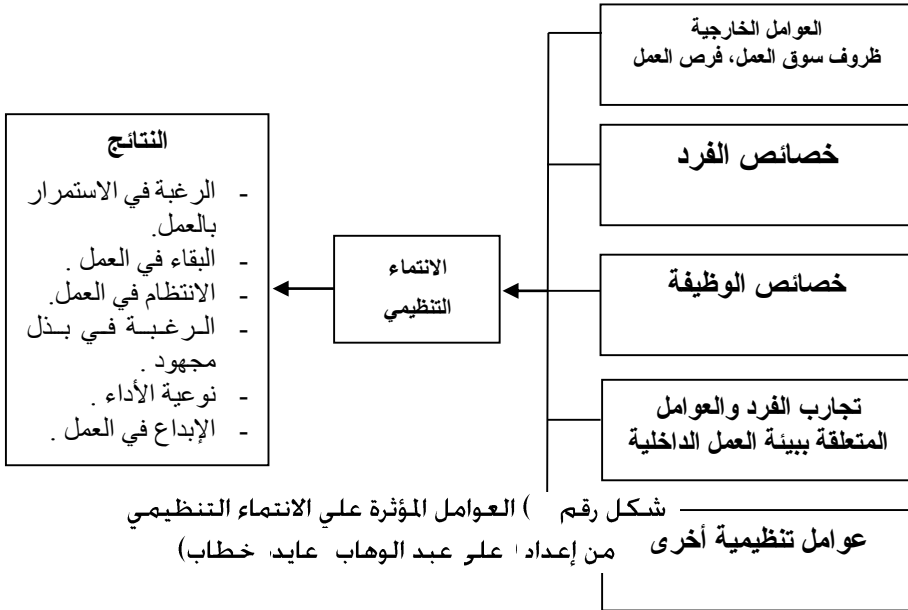 العوامل الخارجية
ظروف سوق العمل، فرص العمل
خصائص الفرد
خصائص الوظيفة
تجارب الفرد والعوامل
المتعلقة ببيئة العمل الداخلية
عوامل تنظيمية أخرى
الانتماء
التنظيمي
النتائج
- الرغبة في الاستمرار
بالعمل.
- البقاء في العمل .
- الانتظام في العمل.
- الرغبة في بذل
مجهود .
- نوعية الأداء .
- الإبداع في العمل .
شكل رقم ) العوامل المؤثرة علي الانتماء التنظيمي
من إعداد على عبد الوهاب عايد خطاب)